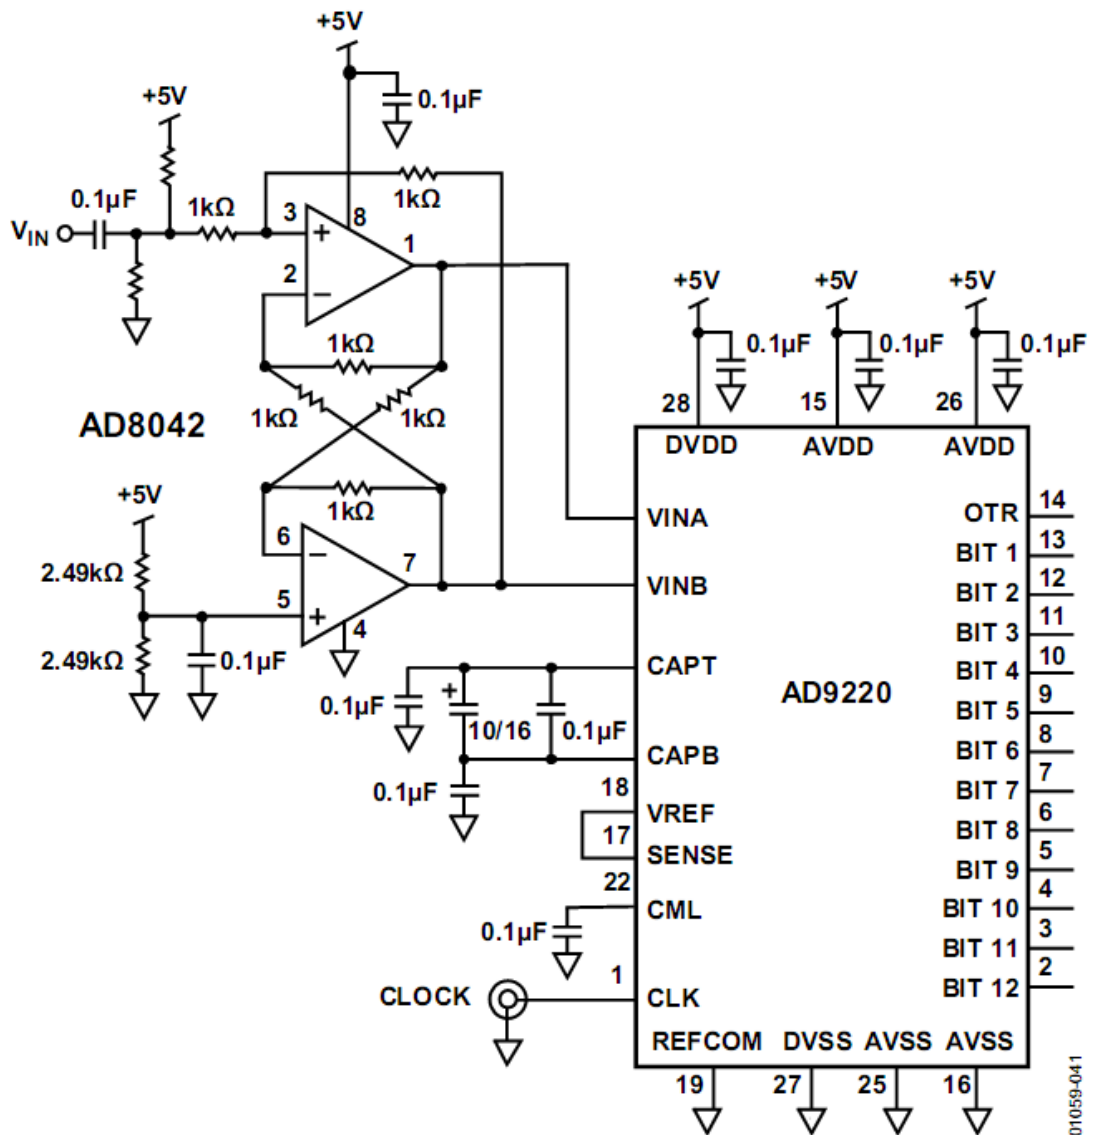 +5V
0.1µF
+5V
0.1µF
1kΩ
1kΩ
VIN
3
+
8
1
2
−
1kΩ
1kΩ
1kΩ
AD8042
1kΩ
+5V
2.49kΩ
2.49kΩ
0.1µF
6
−
7
5
+
4
+5V
+5V
+5V
0.1µF
0.1µF
0.1µF
28
15
26
DVDD
AVDD
AVDD
VINA
VINB
CAPT
0.1µF
+
10/16
0.1µF
CAPB
0.1µF
18
VREF
17
SENSE
22
CML
0.1µF
1
CLOCK
CLK
AD9220
OTR 14
BIT 1 13
BIT 2 12
BIT 3 11
BIT 4 10
BIT 5 9
BIT 6 8
BIT 7 7
BIT 8 6
BIT 9 5
BIT 10 4
BIT 11 3
BIT 12 2
REFCOM DVSS AVSS AVSS
19 27 25 16
01059-041